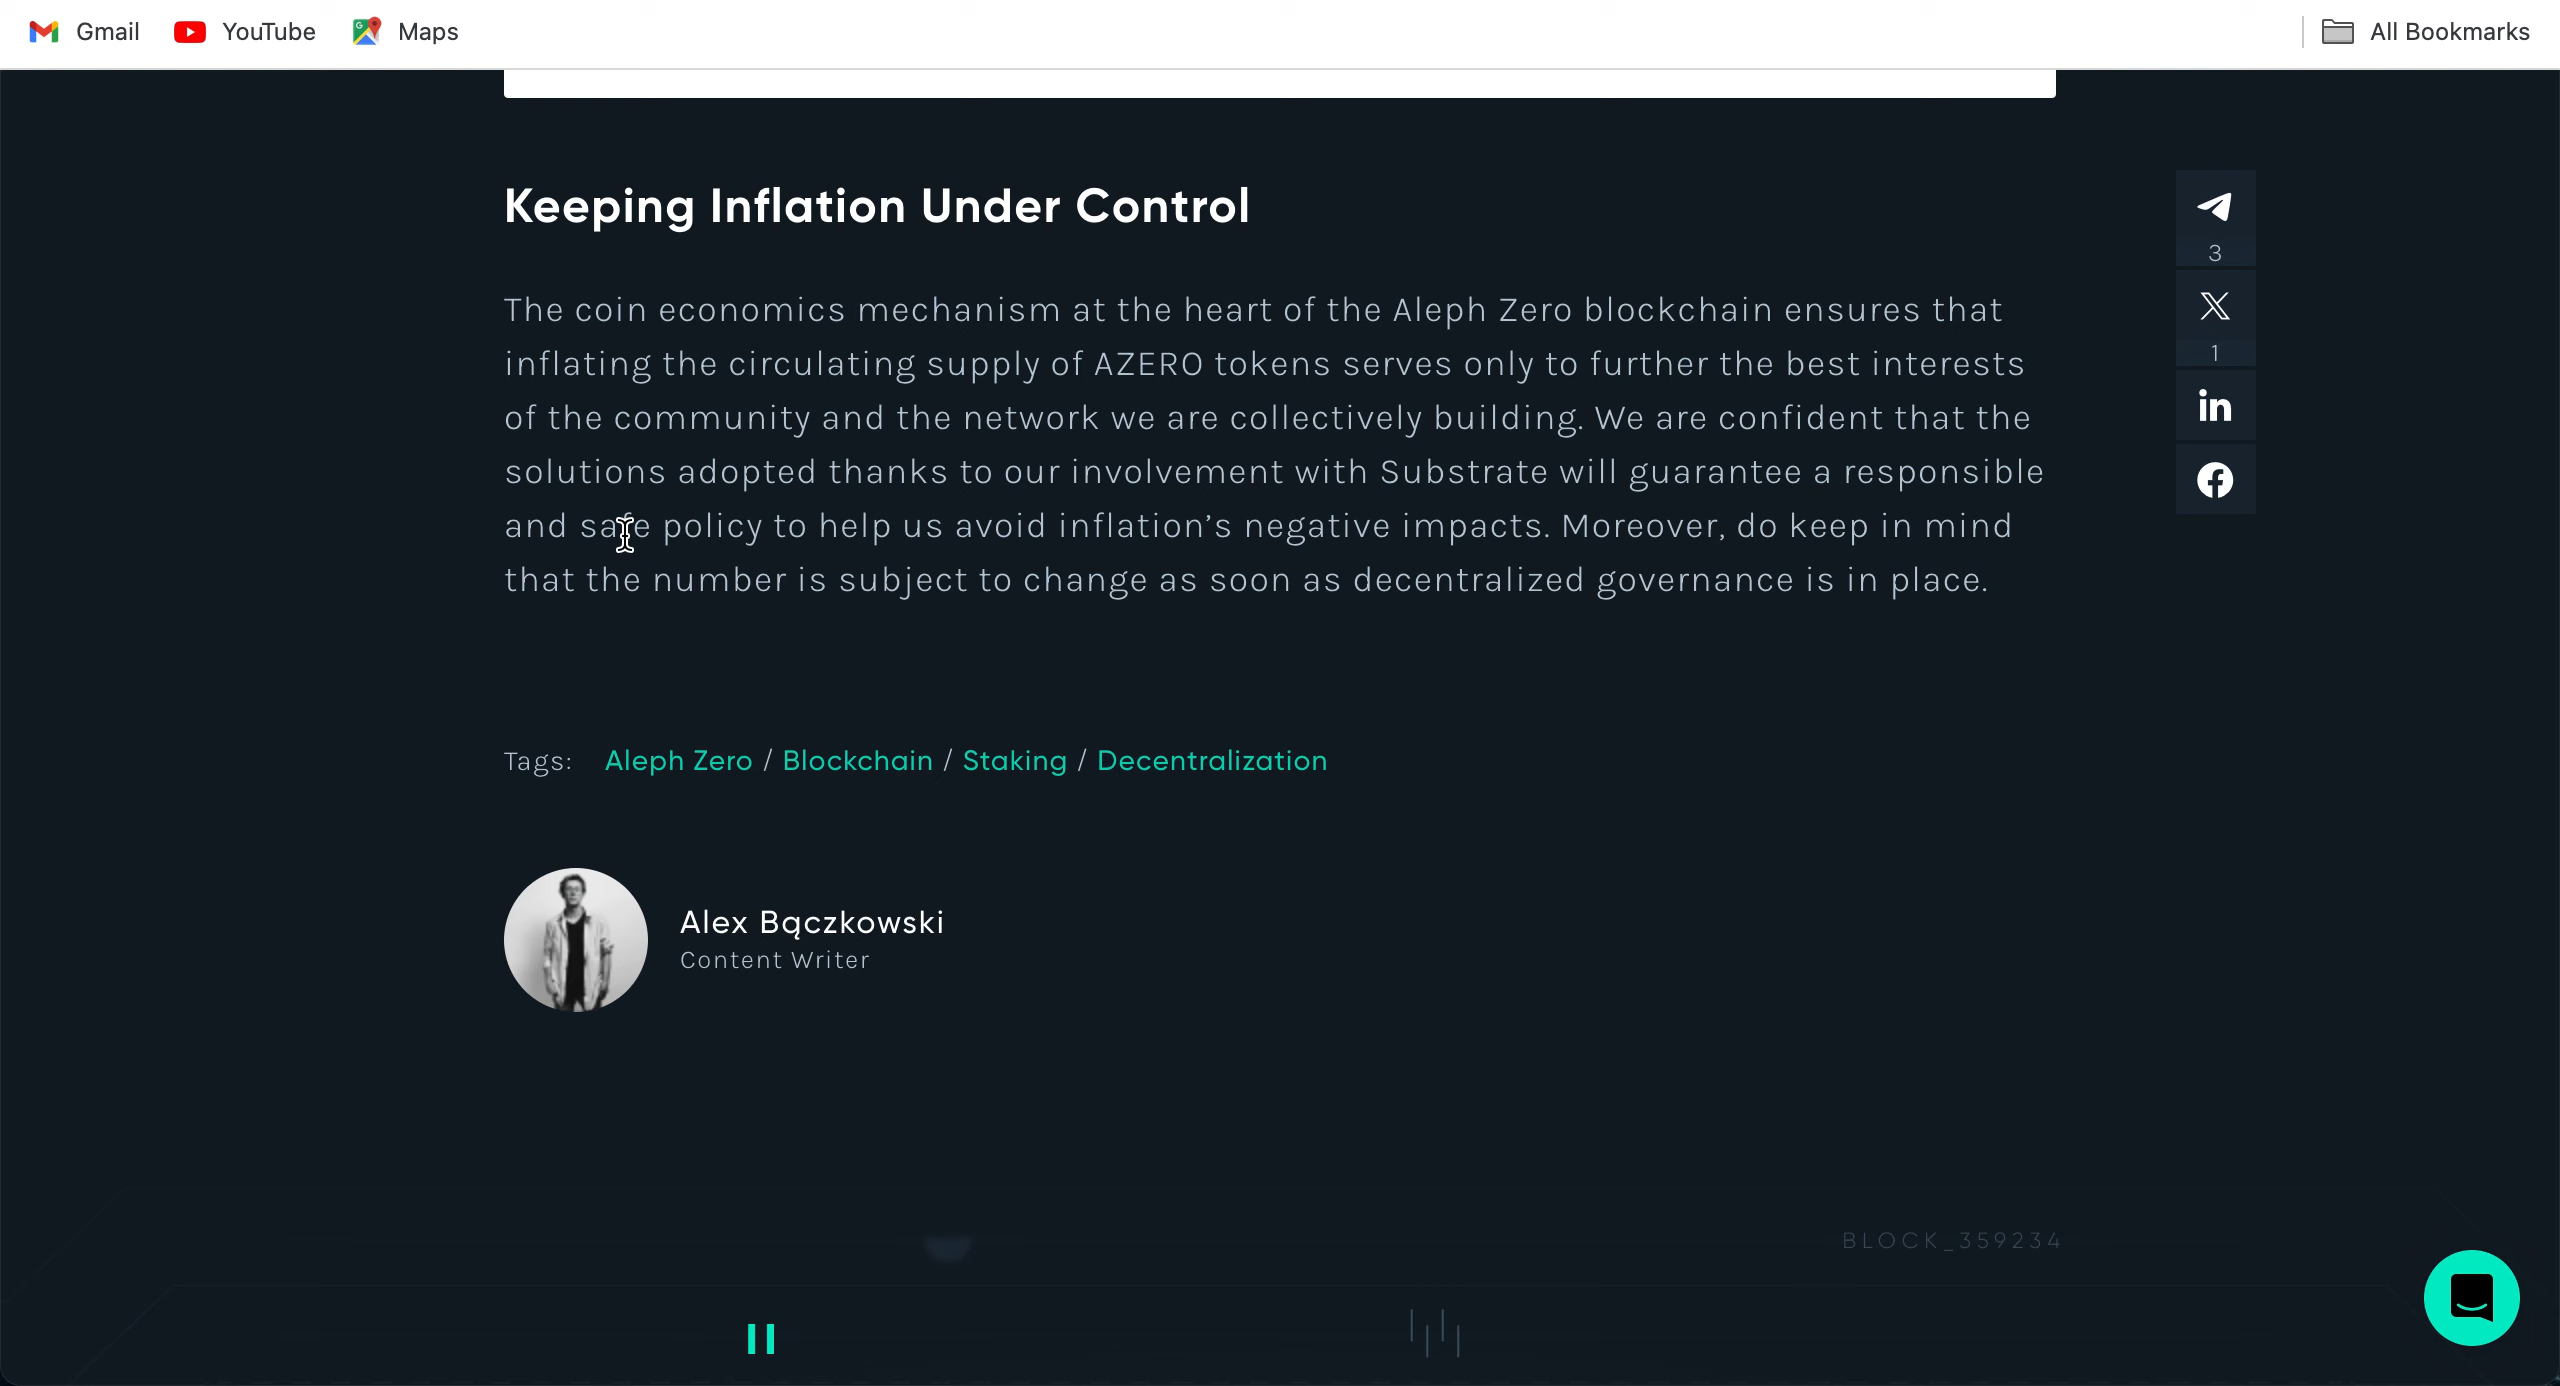 Gmail
YouTube
Maps
All Bookmarks
Keeping Inflation Under Control
The coin economics mechanism at the heart of the Aleph Zero blockchain ensures that
inflating the circulating supply of AZERO tokens serves only to further the best interests
of the community and the network we are collectively building. We are confident that the
solutions adopted thanks to our involvement with Substrate will guarantee a responsible
and safe policy to help us avoid inflation’s negative impacts. Moreover, do keep in mind
that the number is subject to change as soon as decentralized governance is in place.
3
1
Tags: Aleph Zero / Blockchain / Staking / Decentralization
Alex Bączkowski
Content Writer
BLOCK_359234